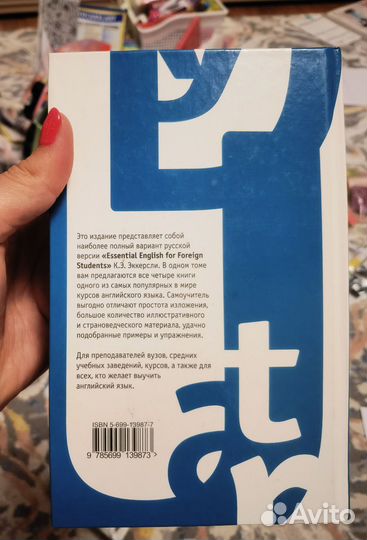 Это издание представляет собой
наиболее полный вариант русской
версии «Essential English for Foreign
Students» К.Э. Эккерсли. В одном томе
вам предлагаются все четыре книги
одного из самых популярных в мире
курсов английского языка. Самоучитель
выгодно отличают простота изложения,
большое количество иллюстративного
и страноведческого материала, удачно
подобранные примеры и упражнения.
Для преподавателей вузов, средних
учебных заведений, курсов, а также для
всех, кто желает выучить
английский язык.
ISBN 5-699-13987-7
9 785699 139873 >
Avito